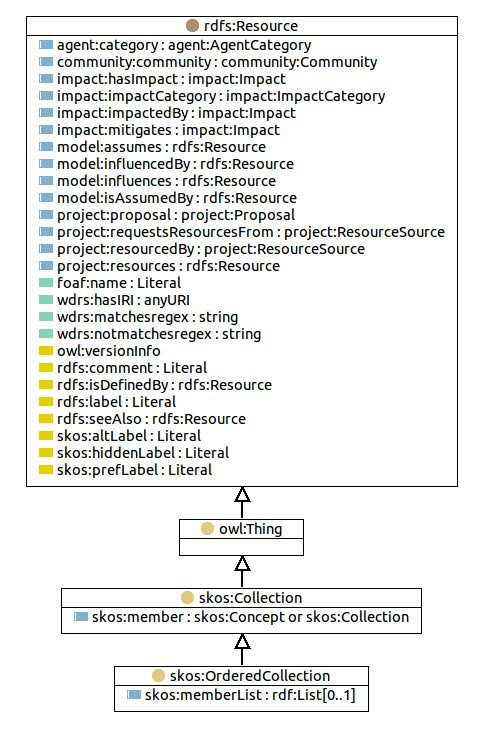 rdfs:Resource
agent:category : agent:AgentCategory
community:community : community:Community
impact:hasImpact : impact:Impact
impact:impactCategory : impact:ImpactCategory
impact:impactedBy : impact:Impact
impact:mitigates : impact:Impact
model:assumes : rdfs:Resource
model:influencedBy : rdfs:Resource
model:influences : rdfs:Resource
model:isAssumedBy : rdfs:Resource
project:proposal : project:Proposal
project:requestsResourcesFrom : project:ResourceSource
project:resourcedBy : project:ResourceSource
project:resources : rdfs:Resource
foaf:name : Literal
wdrs:hasIRI : anyURI
wdrs:matchesregex : string
wdrs:notmatchesregex : string
owl:versionInfo
rdfs:comment : Literal
rdfs:isDefinedBy : rdfs:Resource
rdfs:label : Literal
rdfs:seeAlso : rdfs:Resource
skos:altLabel : Literal
skos:hiddenLabel : Literal
skos:prefLabel : Literal
owl:Thing
skos:Collection
skos:member : skos:Concept or skos:Collection
skos:OrderedCollection
skos:memberList : rdf:List[0..1]